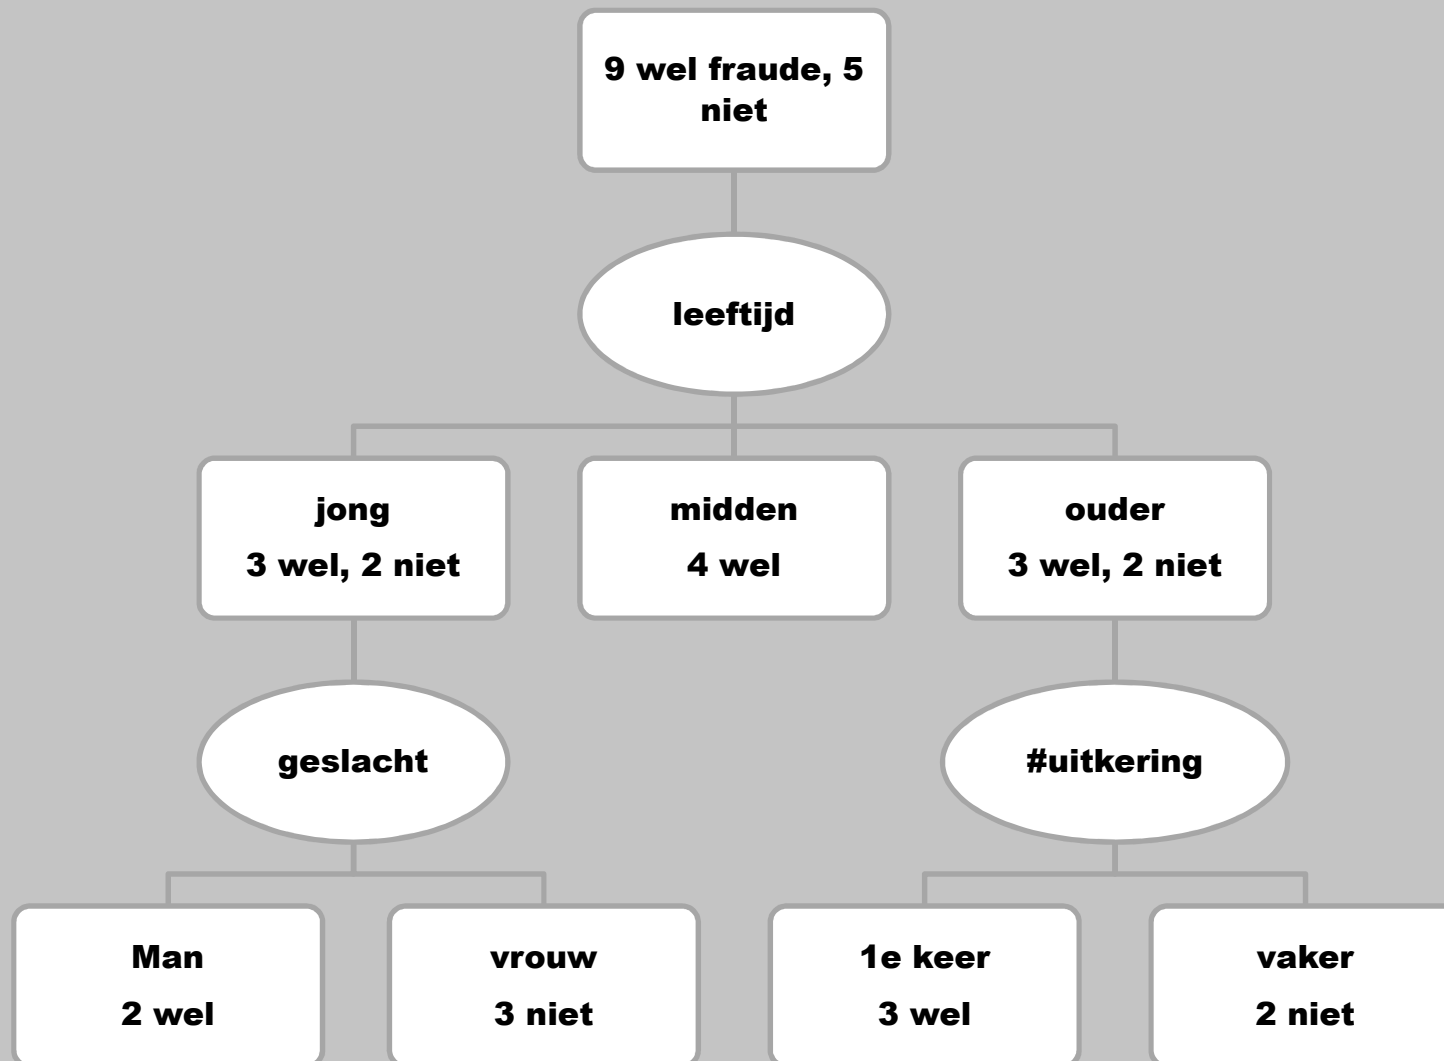 9 wel fraude, 5
niet
leeftijd
jong
3 wel, 2 niet
midden
4 wel
ouder
3 wel, 2 niet
geslacht
#uitkering
Man
2 wel
vrouw
3 niet
1e keer
3 wel
vaker
2 niet